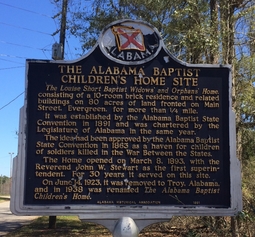 ALABAMA
THE ALABAMA BAPTIST
CHILDREN'S HOME SITE
The Louise Short Baptist Widows' and Orphans' Home,
consisting of a 10-room brick residence and related
buildings on 80 acres of land fronted on Main
Street, Evergreen, for more than ¼ mile.
It was established by the Alabama Baptist State
Convention in 1891 and was chartered by the
Legislature of Alabama in the same year.
The idea had been approved by the Alabama Baptist
State Convention in 1863 as a haven for children
of soldiers killed in the War Between the States.
The Home opened on March 8, 1893, with the
Reverend John W. Stewart as the first superin-
tendent. For 30 years it served on this site.
On June 14, 1923, it was removed to Troy, Alabama,
and in 1938 was renamed The Alabama Baptist
Children's Home.
ALABAMA HISTORICAL ASSOCIATION